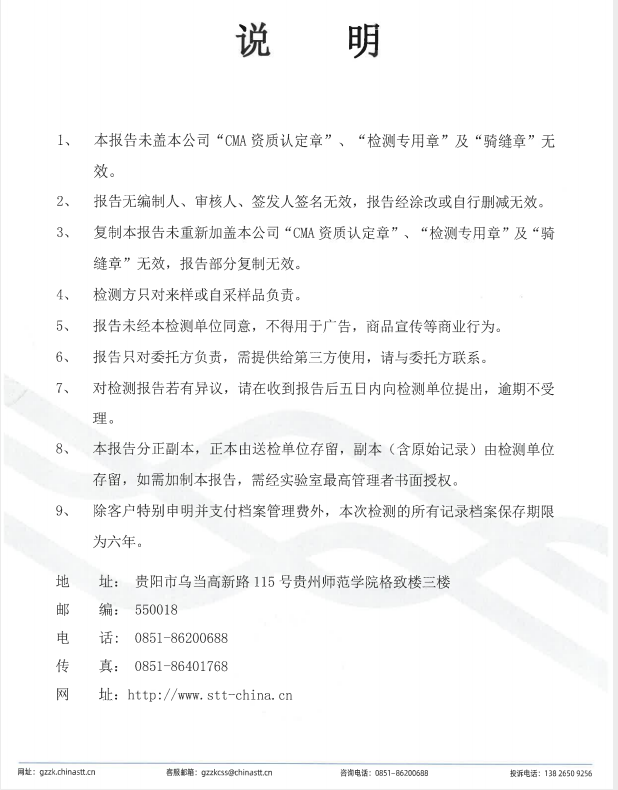 说 明
1、 本报告未盖本公司“CMA 资质认定章”、“检测专用章”及“骑缝章”无
效。
2、 报告无编制人、审核人、签发人签名无效，报告经涂改或自行删减无效。
3、 复制本报告未重新加盖本公司“CMA 资质认定章”、“检测专用章”及“骑
缝章”无效，报告部分复制无效。
4、 检测方只对来样或自采样品负责。
5、 报告未经本检测单位同意，不得用于广告，商品宣传等商业行为。
6、 报告只对委托方负责，需提供给第三方使用，请与委托方联系。
7、 对检测报告若有异议，请在收到报告后五日内向检测单位提出，逾期不受
理。
8、 本报告分正副本，正本由送检单位存留，副本（含原始记录）由检测单位
存留，如需加制本报告，需经实验室最高管理者书面授权。
9、 除客户特别申明并支付档案管理费外，本次检测的所有记录档案保存期限
为六年。
地 址： 贵阳市乌当高新路 115 号贵州师范学院格致楼三楼
邮 编： 550018
电 话： 0851-86200688
传 真： 0851-86401768
网 址：http://www.stt-china.cn
网址：gzzk.chinastt.cn 客服邮箱：gzzkcss@chinastt.cn 咨询电话：0851-86200688 投诉电话：138 2650 9256